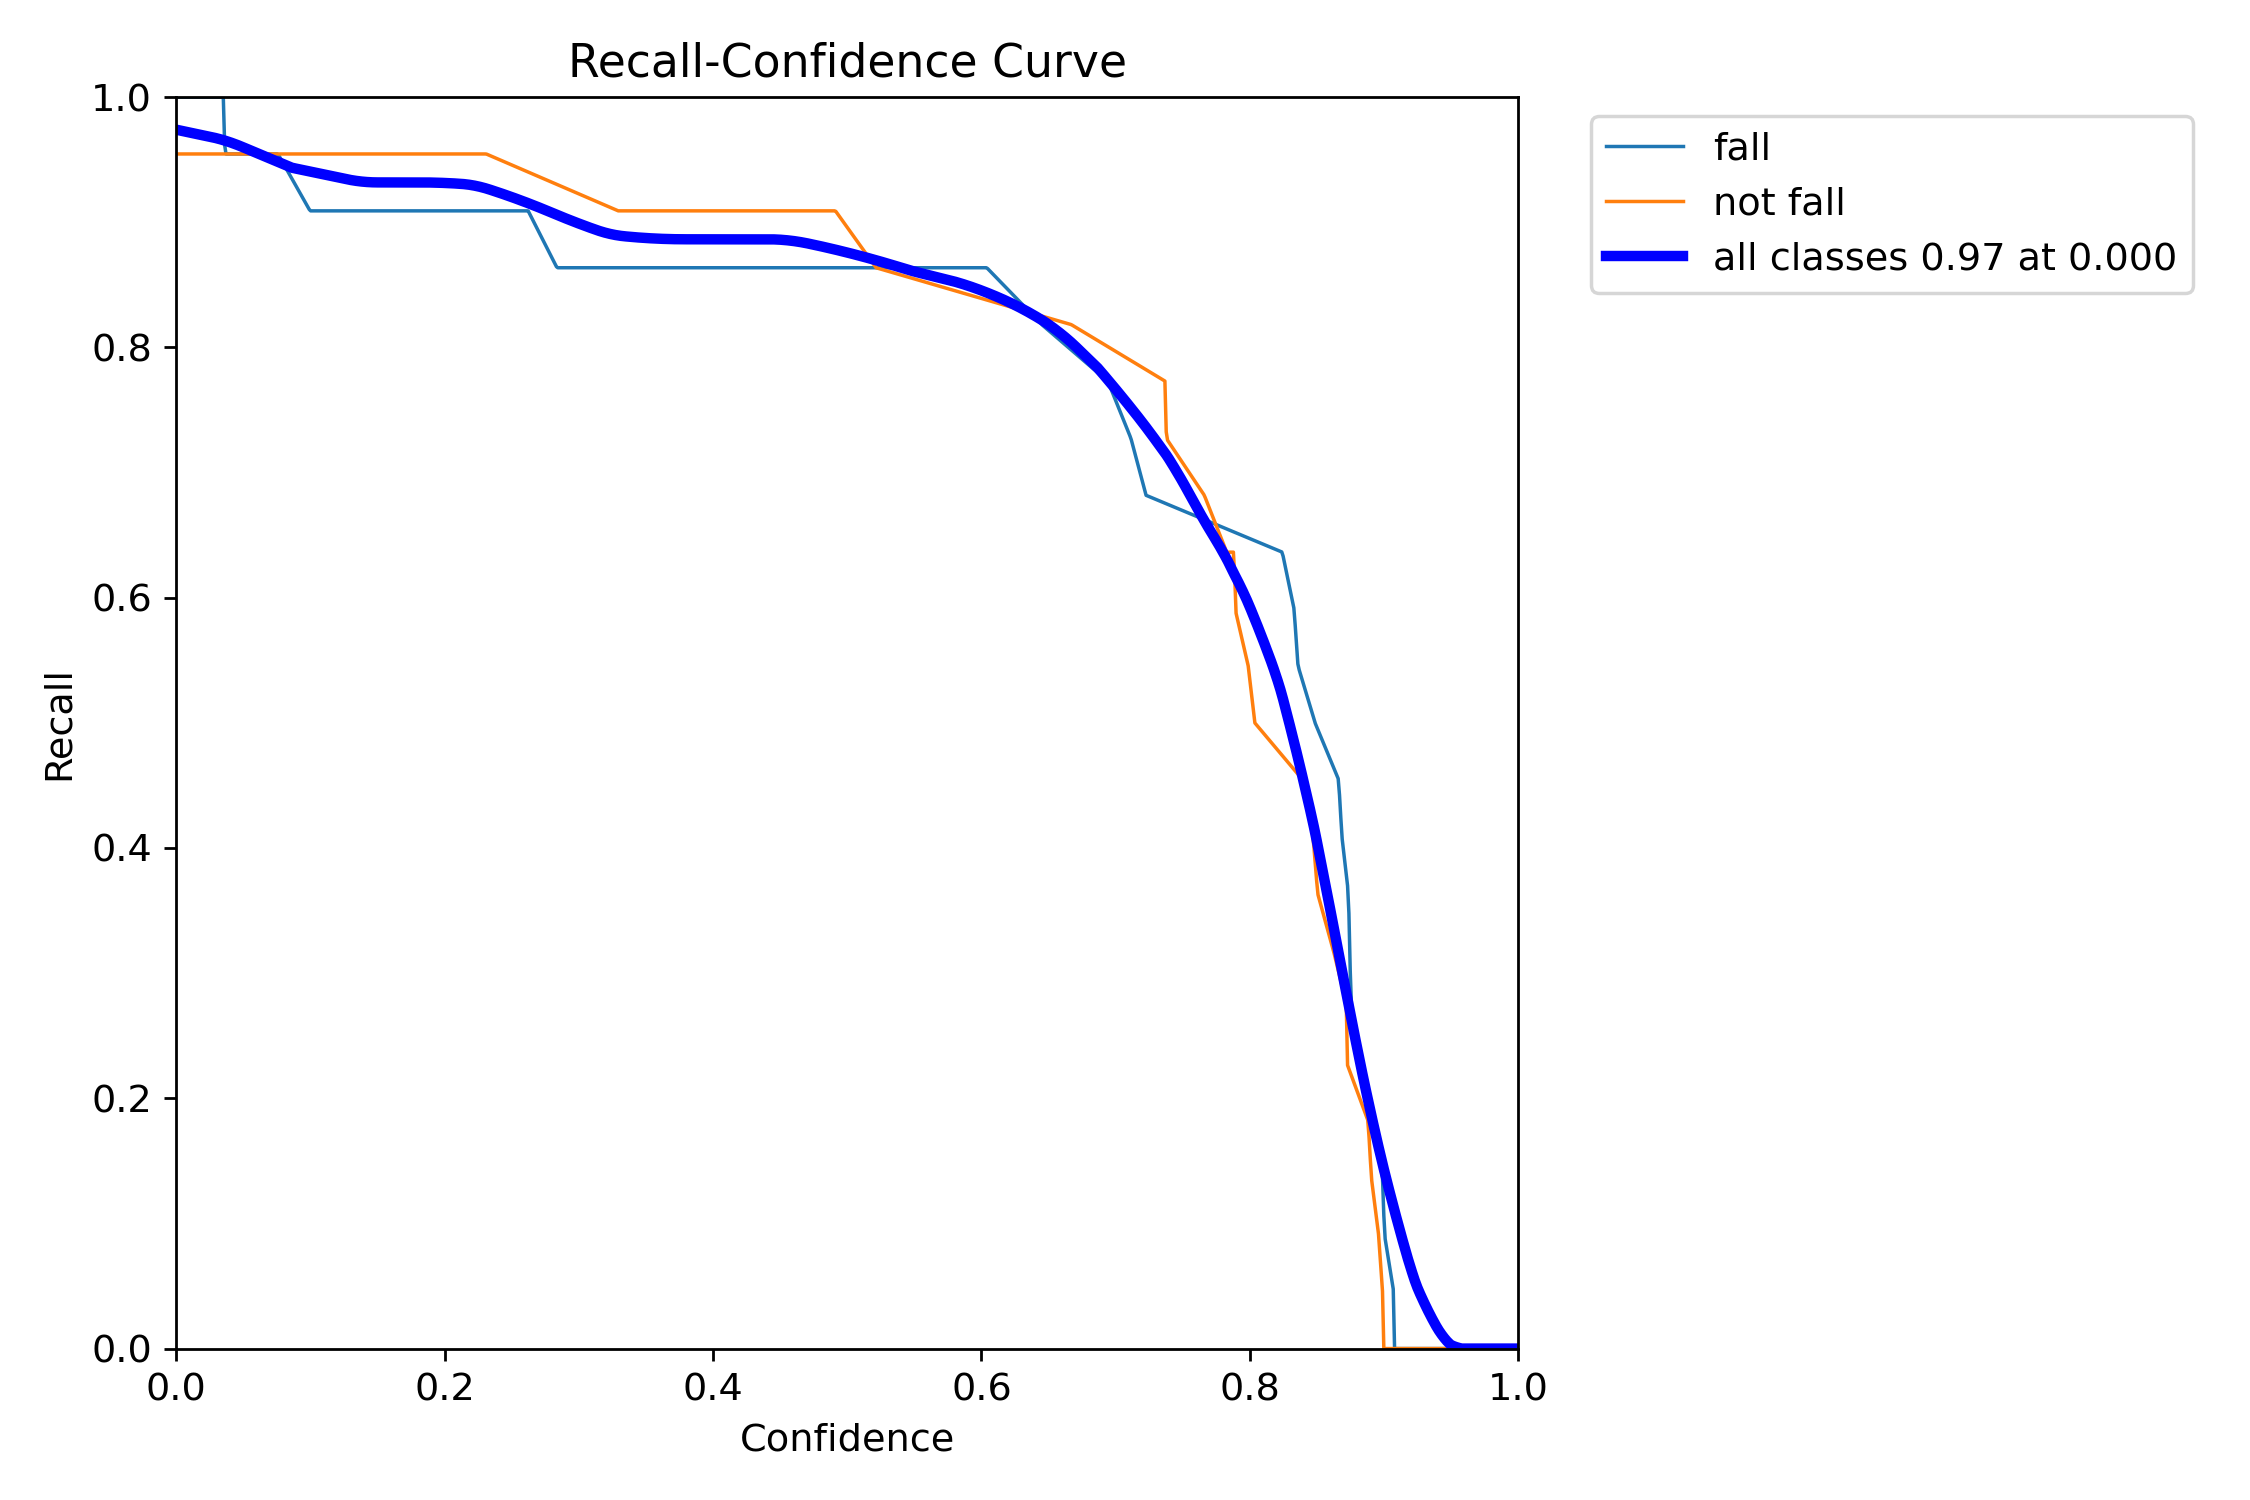 Recall-Confidence Curve
1.0
0.8
0.6
0.4
0.2
0.0
Recall
0.0 0.2 0.4 0.6 0.8 1.0
Confidence
fall
not fall
all classes 0.97 at 0.000